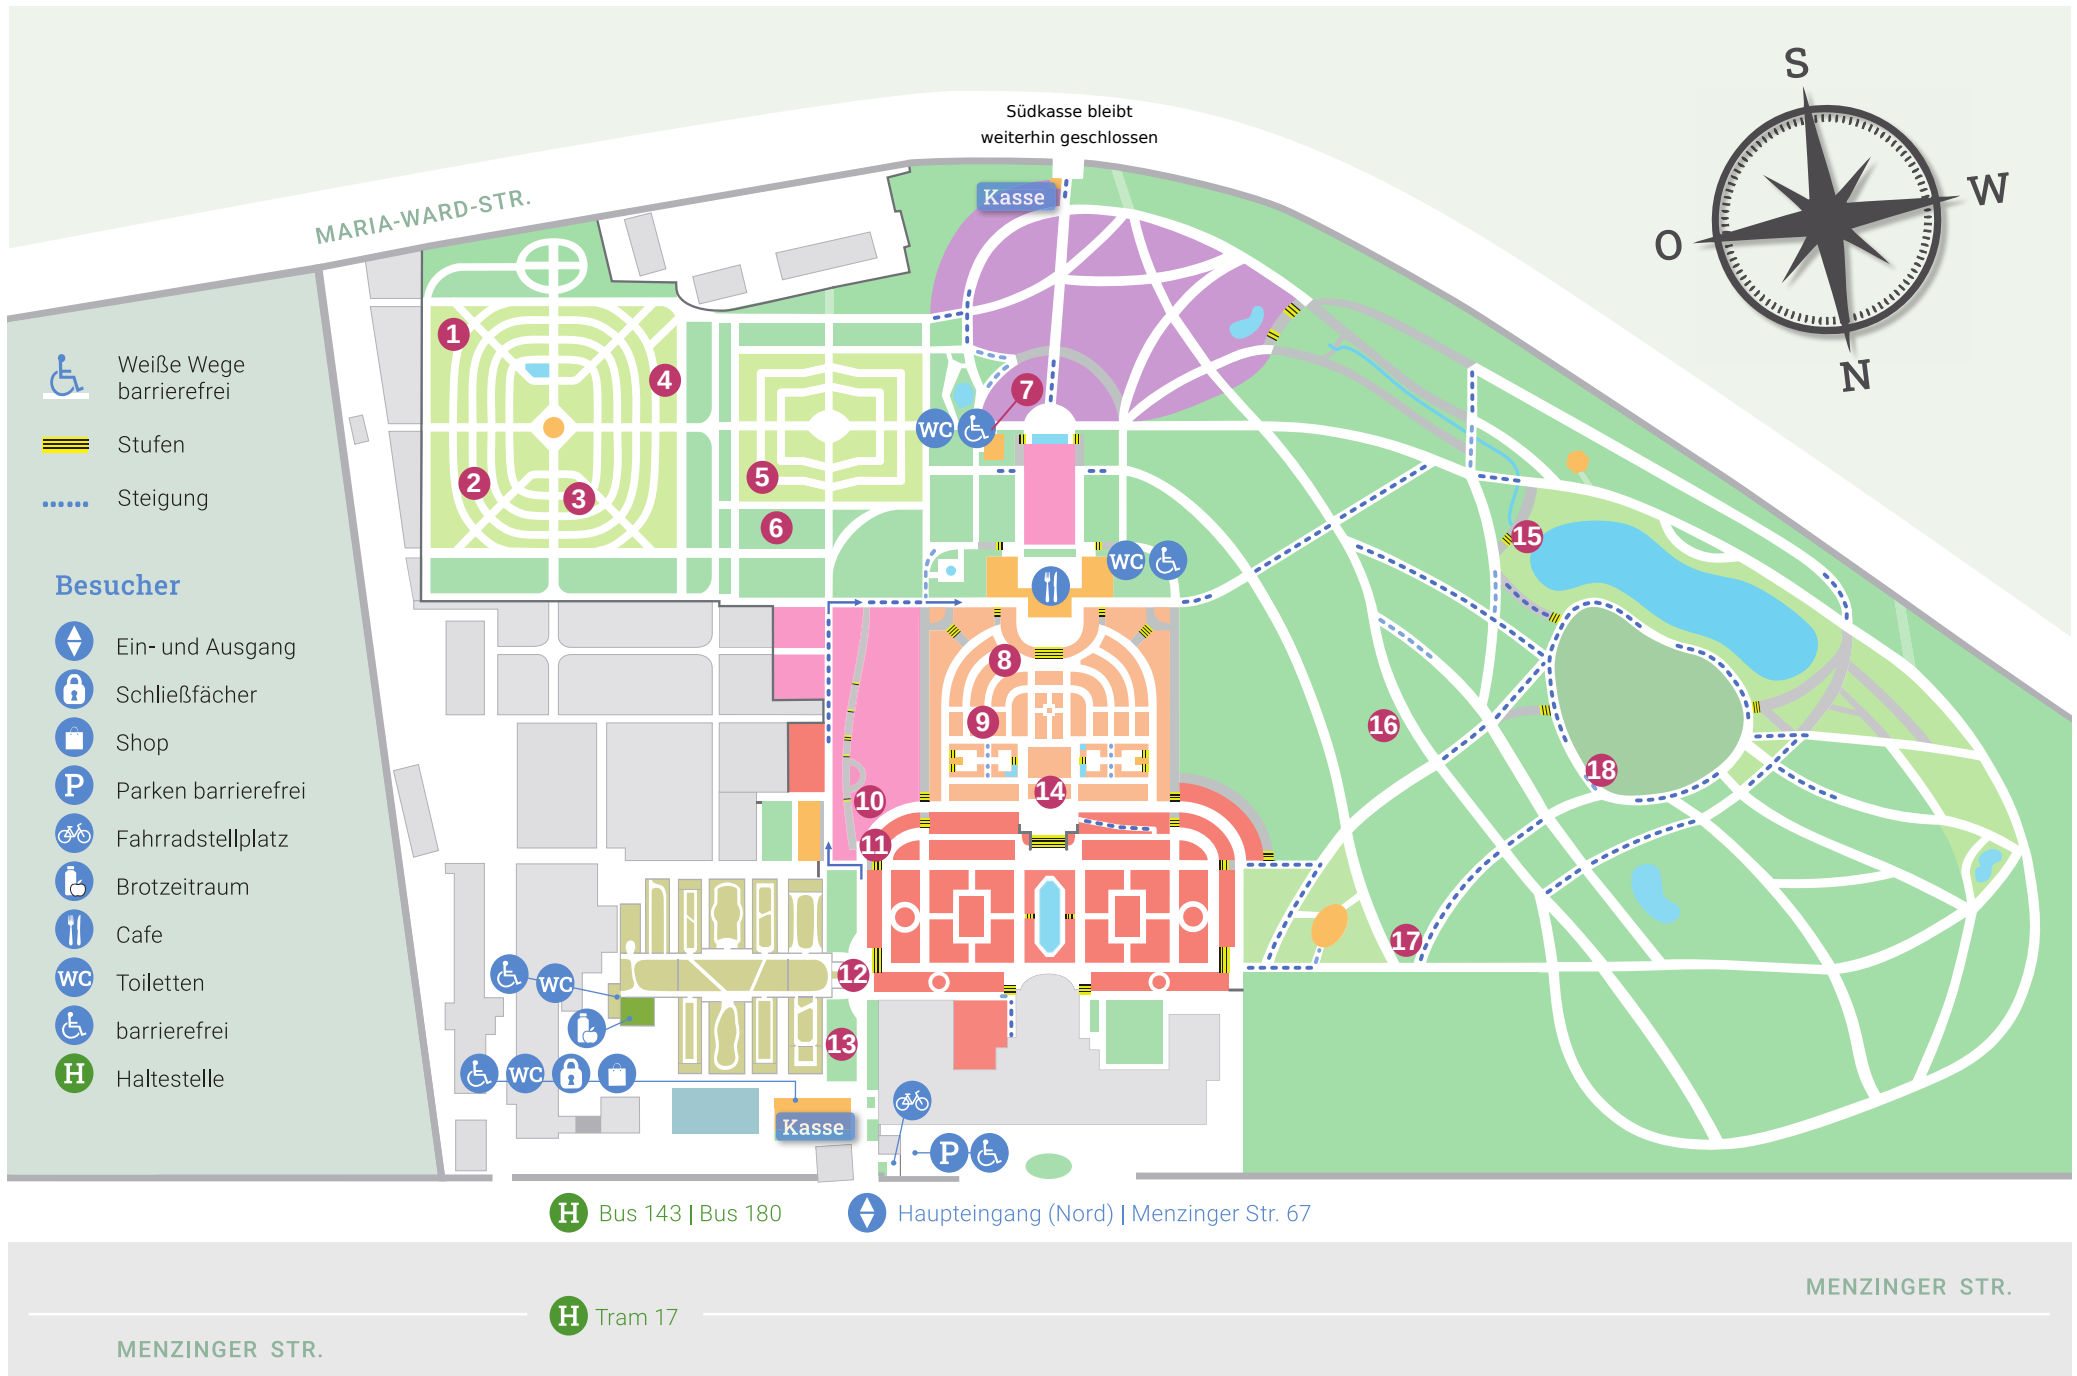 Südkasse bleibt
weiterhin geschlossen
S
W
O
N
Kasse
MARIA-WARD-STR.
Weiße Wege
barrierefrei
Stufen
Steigung
Besucher
Ein- und Ausgang
Schließfächer
Shop
P Parken barrierefrei
Fahrradstellplatz
Brotzeitraum
Cafe
WC Toiletten
barrierefrei
H Haltestelle
1
2
3
4
5
6
7
WC
WC
8
9
10
11
12
13
14
15
16
17
18
WC
WC
Kasse
P
H Bus 143 | Bus 180
Haupteingang (Nord) | Menzinger Str. 67
MENZINGER STR.
H Tram 17
MENZINGER STR.